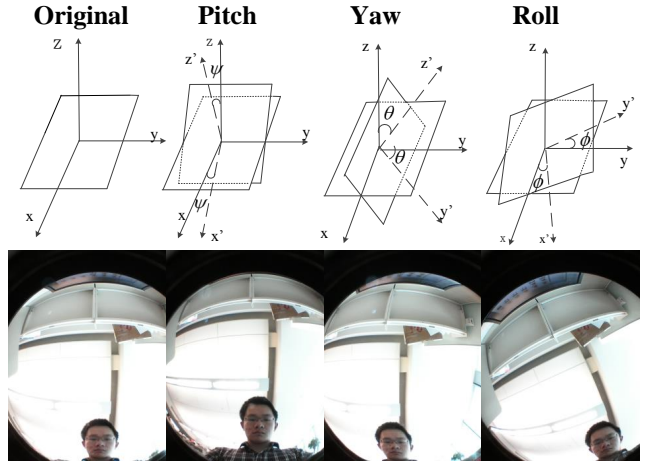 Original Pitch Yaw Roll
Z y x
z z' ψ y ψ x x'
z z' θ y θ x y'
z y' ϕ y ϕ x x'